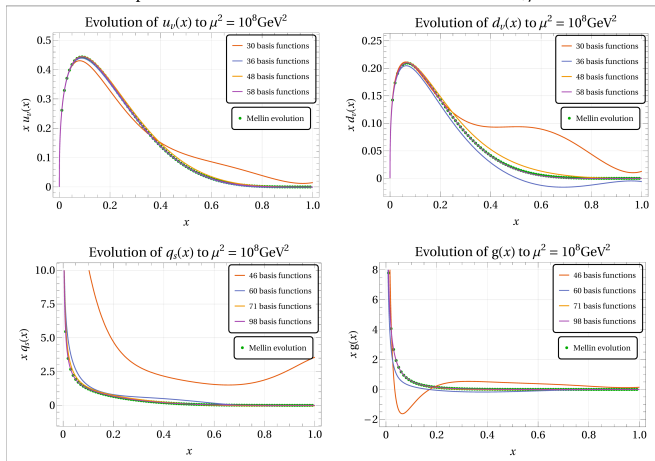 Evolution of u_v(x) to μ² = 10⁸GeV²
0.5
0.4
0.3
0.2
0.1
0
x u_v(x)
30 basis functions
36 basis functions
48 basis functions
58 basis functions
Mellin evolution
0 0.2 0.4 0.6 0.8 1.0
x
Evolution of d_v(x) to μ² = 10⁸GeV²
0.25
0.20
0.15
0.10
0.05
0
x d_v(x)
30 basis functions
36 basis functions
48 basis functions
58 basis functions
Mellin evolution
0 0.2 0.4 0.6 0.8 1.0
x
Evolution of q_s(x) to μ² = 10⁸GeV²
10.0
7.5
5.0
2.5
0
x q_s(x)
46 basis functions
60 basis functions
71 basis functions
98 basis functions
Mellin evolution
0 0.2 0.4 0.6 0.8 1.0
x
Evolution of g(x) to μ² = 10⁸GeV²
8
6
4
2
0
−2
x g(x)
46 basis functions
60 basis functions
71 basis functions
98 basis functions
Mellin evolution
0 0.2 0.4 0.6 0.8 1.0
x